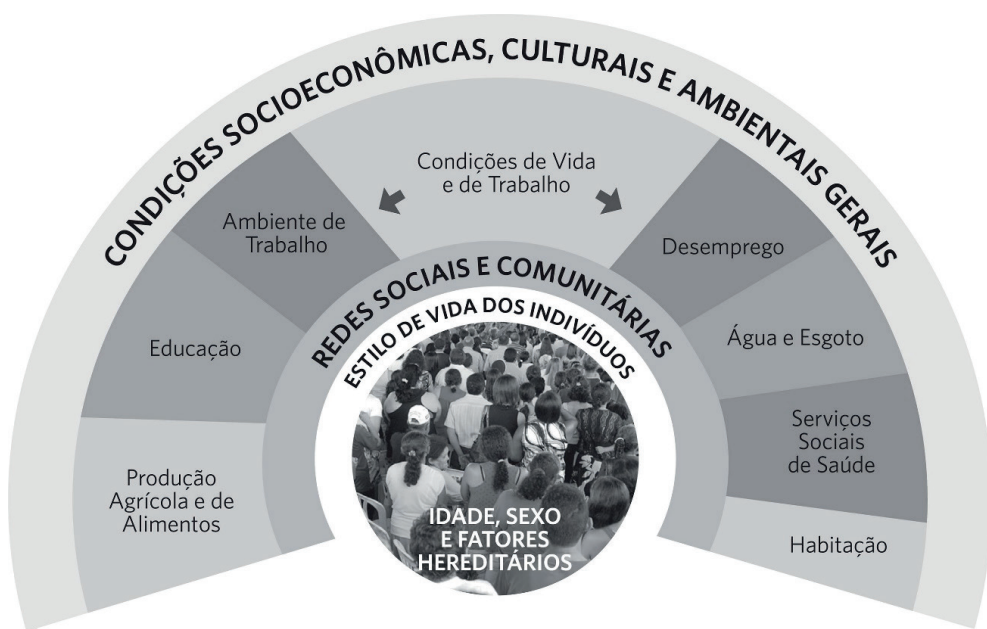 CONDIÇÕES SOCIOECONÔMICAS, CULTURAIS E AMBIENTAIS GERAIS
Condições de Vida
e de Trabalho
Ambiente de
Trabalho
Desemprego
Educação
Água e Esgoto
Produção
Agrícola e de
Alimentos
Serviços
Sociais
de Saúde
Habitação
REDES SOCIAIS E COMUNITÁRIAS
ESTILO DE VIDA DOS INDIVÍDUOS
IDADE, SEXO
E FATORES
HEREDITÁRIOS